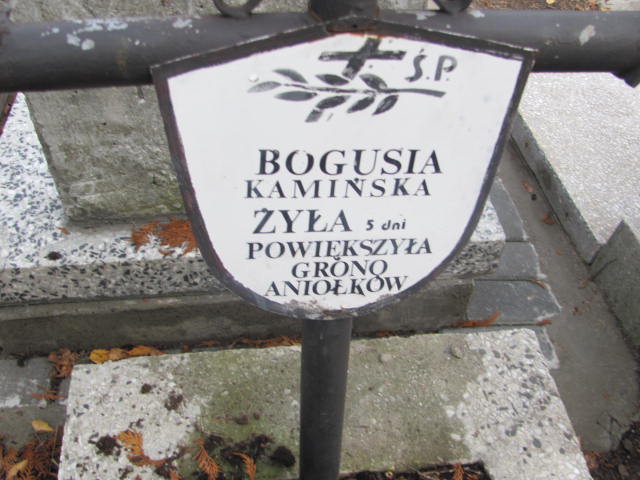 Ś.P.
BOGUSIA
KAMIŃSKA
ŻYŁA 5 dni
POWIĘKSZYŁA
GRONO
ANIOŁKÓW